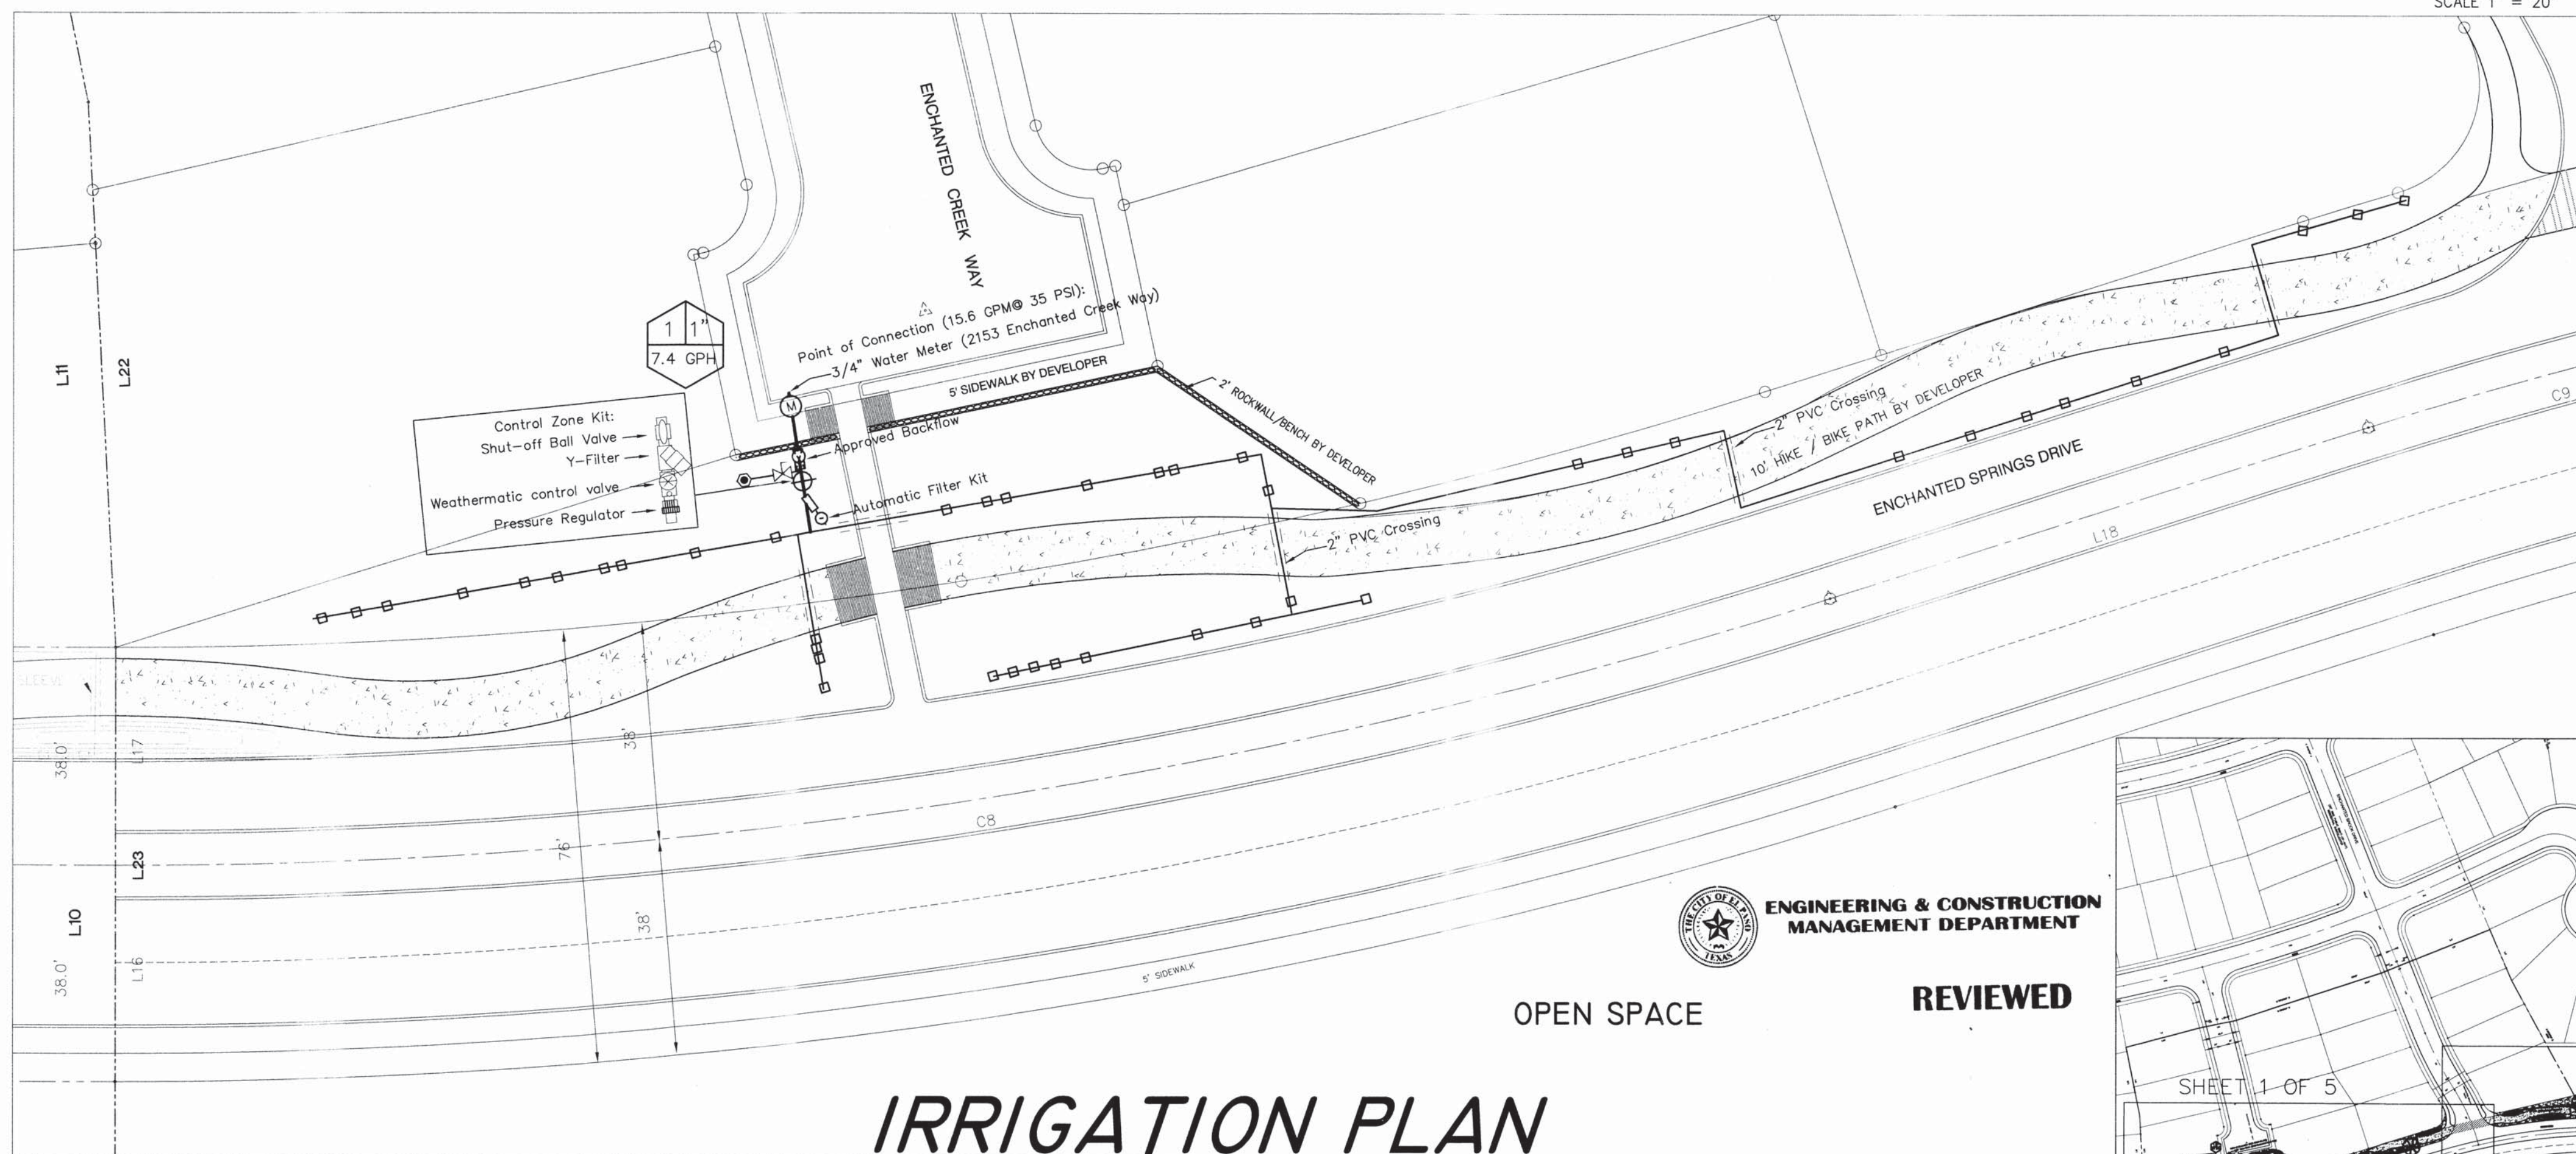 SCALE 1" = 20
ENCHANTED CREEK WAY
Point of Connection (15.6 GPM@ 35 PSI):
3/4" Water Meter (2153 Enchanted Creek Way)
1 1"
7.4 GPH
M
5' SIDEWALK BY DEVELOPER
2' ROCKWALL/BENCH BY DEVELOPER
Approved Backflow
Automatic Filter Kit
Control Zone Kit:
Shut-off Ball Valve
Y-Filter
Weathermatic control valve
Pressure Regulator
2" PVC Crossing
2" PVC Crossing
10' HIKE / BIKE PATH BY DEVELOPER
ENCHANTED SPRINGS DRIVE
L11
L22
SLEEVE
38.0'
L17
L23
L10
38.0'
L16
76'
38'
38'
C8
L18
C9
5' SIDEWALK
THE CITY OF EL PASO
TEXAS
ENGINEERING & CONSTRUCTION
MANAGEMENT DEPARTMENT
REVIEWED
OPEN SPACE
SHEET 1 OF 5
IRRIGATION PLAN